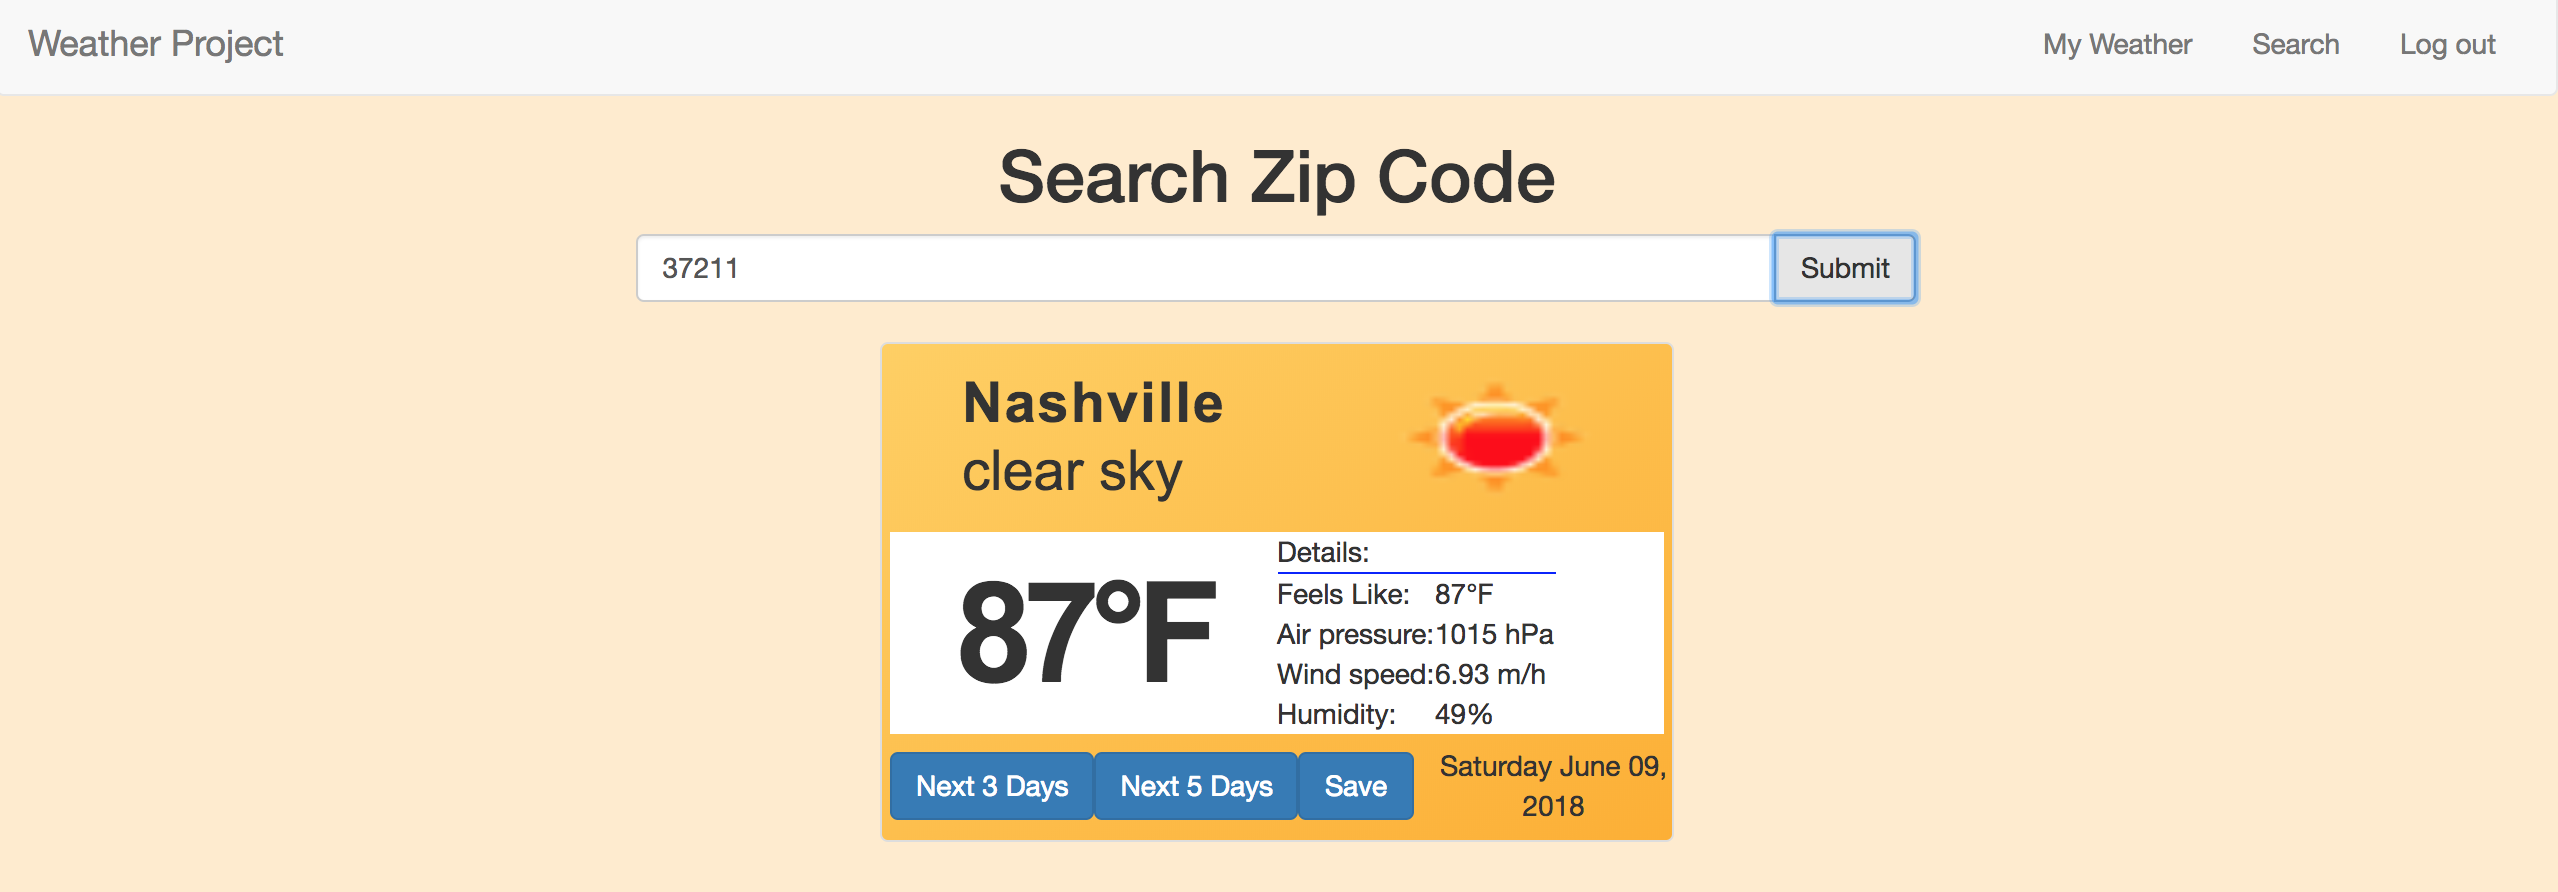 Weather Project My Weather Search Log out
Search Zip Code
37211 Submit
Nashville
clear sky
87°F
Details:
Feels Like: 87°F
Air pressure:1015 hPa
Wind speed:6.93 m/h
Humidity: 49%
Next 3 Days Next 5 Days Save
Saturday June 09,
2018